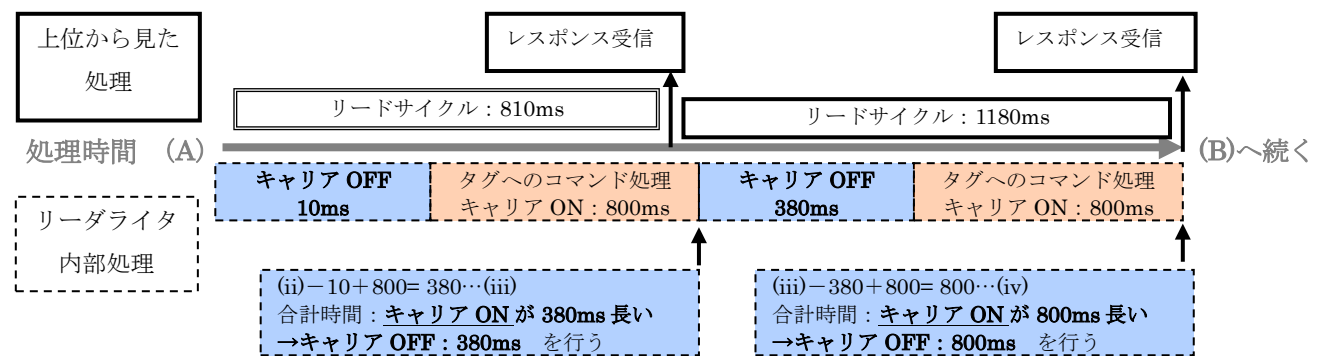 上位から見た
処理
レスポンス受信
レスポンス受信
リードサイクル：810ms
リードサイクル：1180ms
処理時間 (A)
(B)へ続く
キャリア OFF
10ms
タグへのコマンド処理
キャリア ON：800ms
キャリア OFF
380ms
タグへのコマンド処理
キャリア ON：800ms
リーダライタ
内部処理
(ii)－10＋800= 380…(iii)
合計時間：キャリア ON が 380ms 長い
→キャリア OFF：380ms を行う
(iii)－380＋800= 800…(iv)
合計時間：キャリア ON が 800ms 長い
→キャリア OFF：800ms を行う